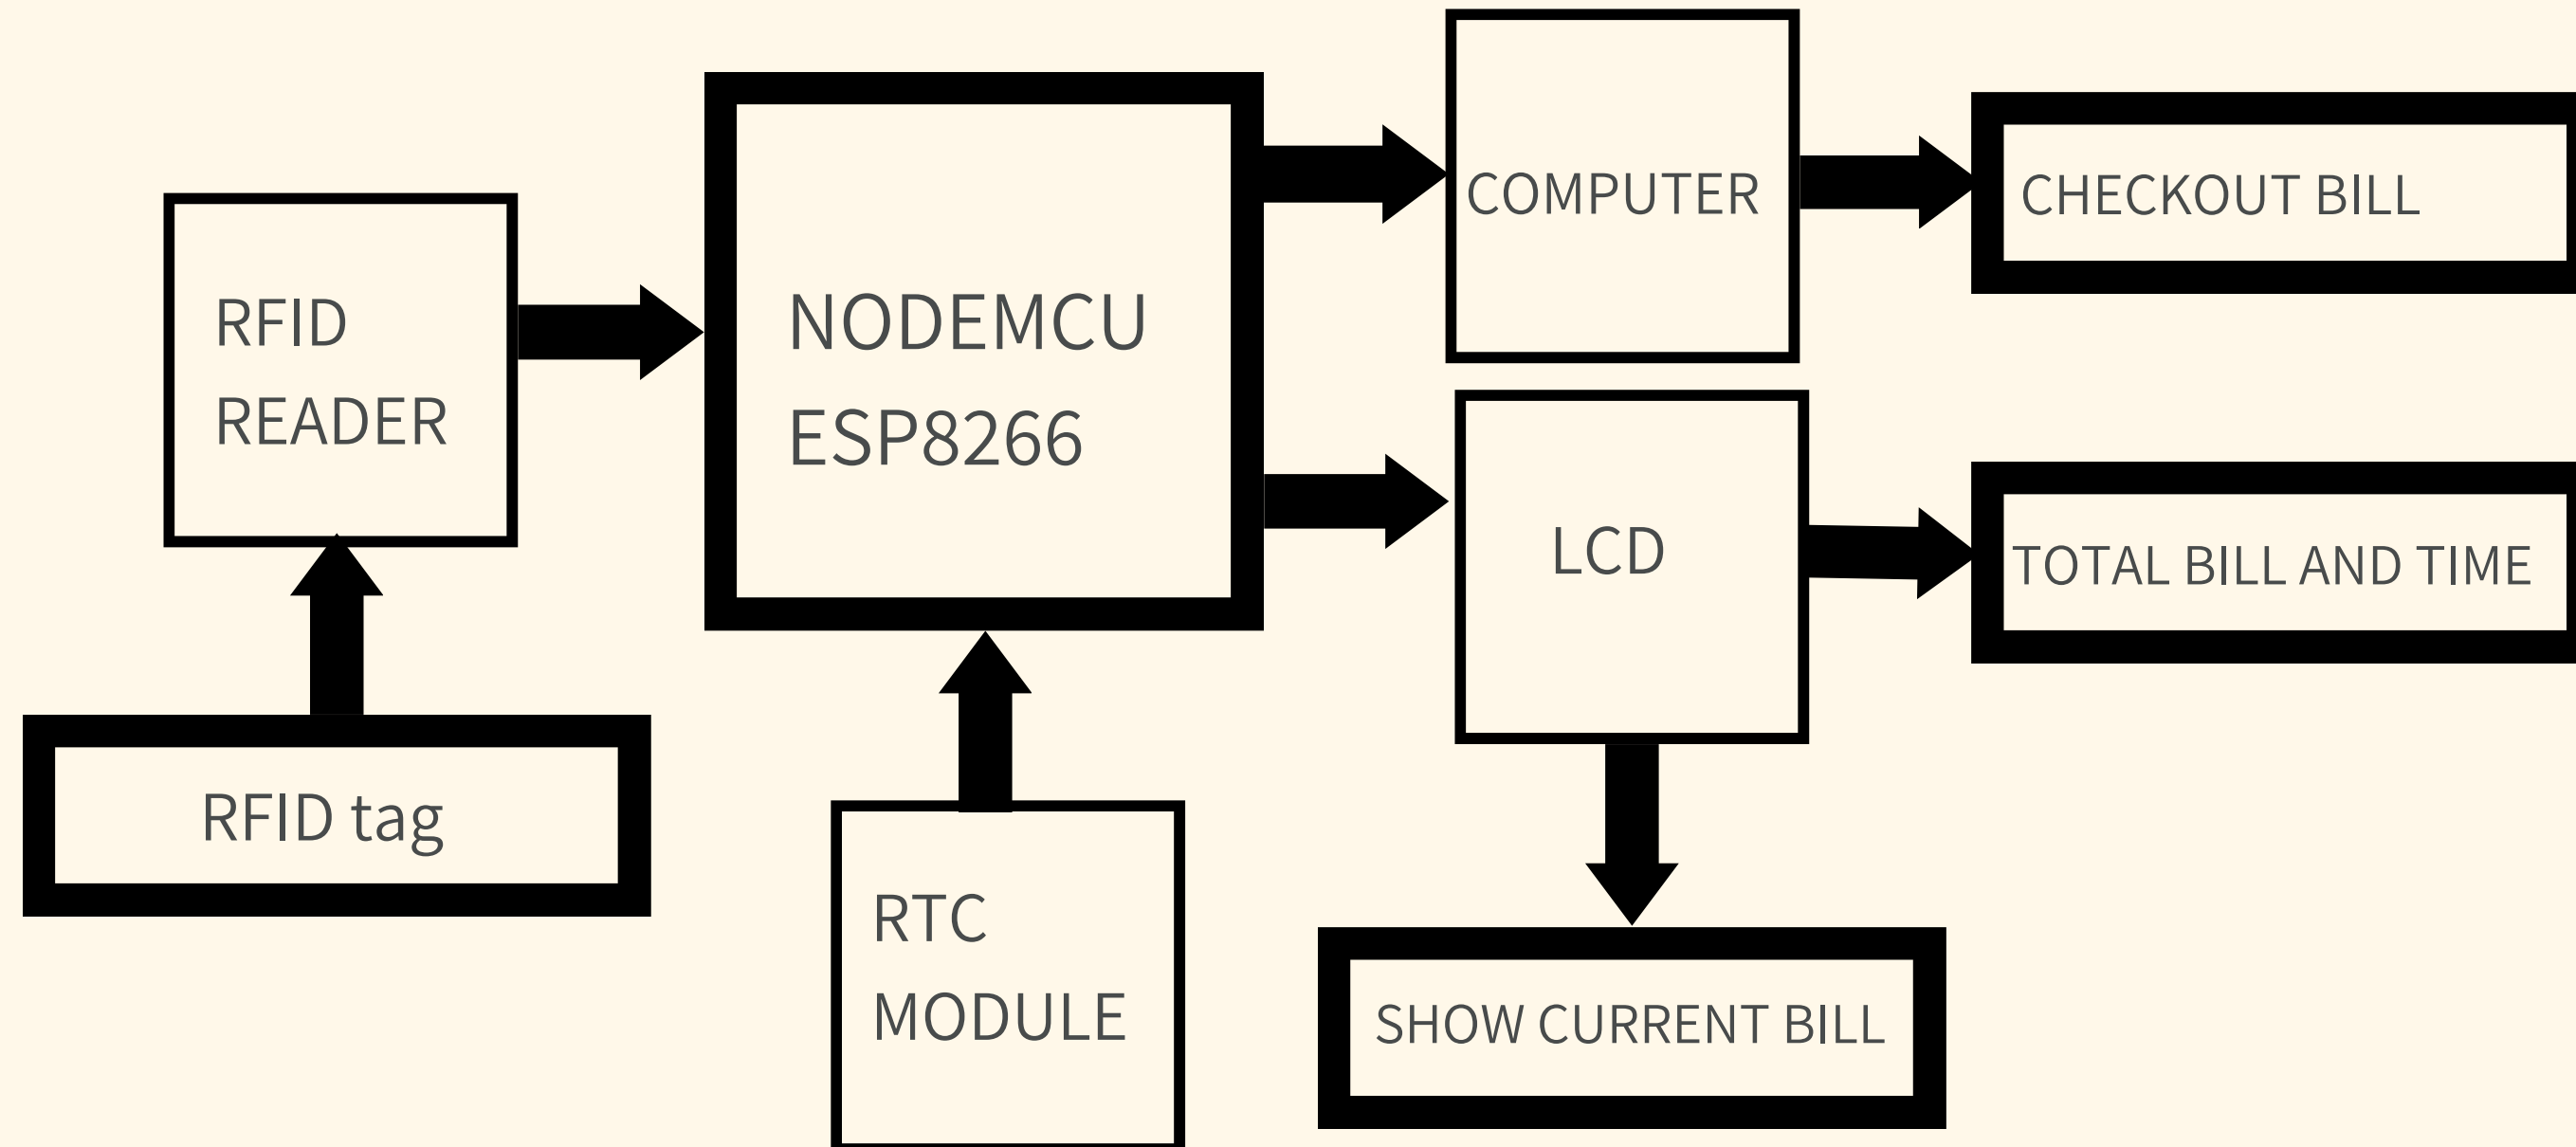 RFID
READER
RFID tag
NODEMCU
ESP8266
RTC
MODULE
COMPUTER
CHECKOUT BILL
LCD
TOTAL BILL AND TIME
SHOW CURRENT BILL